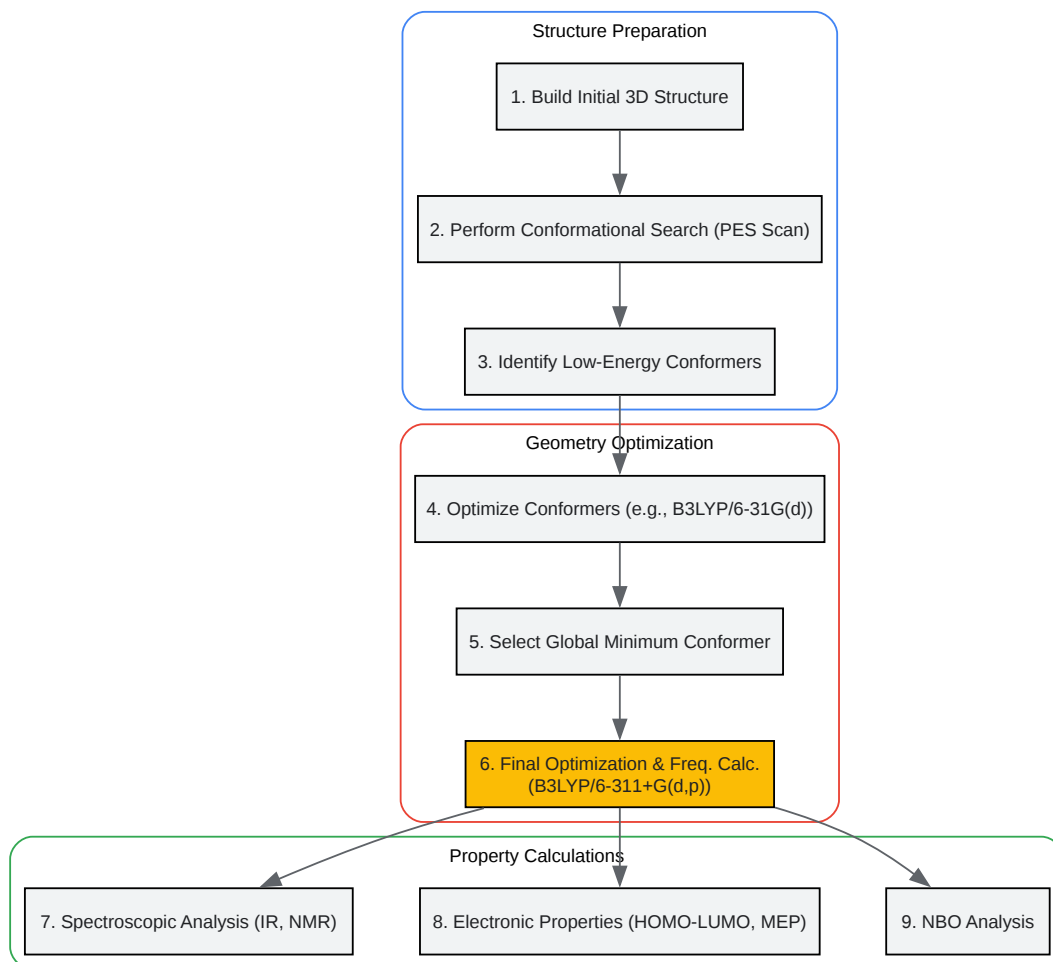 Structure Preparation
1. Build Initial 3D Structure
2. Perform Conformational Search (PES Scan)
3. Identify Low-Energy Conformers
Geometry Optimization
4. Optimize Conformers (e.g., B3LYP/6-31G(d))
5. Select Global Minimum Conformer
6. Final Optimization & Freq. Calc.
(B3LYP/6-311+G(d,p))
Property Calculations
7. Spectroscopic Analysis (IR, NMR)
8. Electronic Properties (HOMO-LUMO, MEP)
9. NBO Analysis